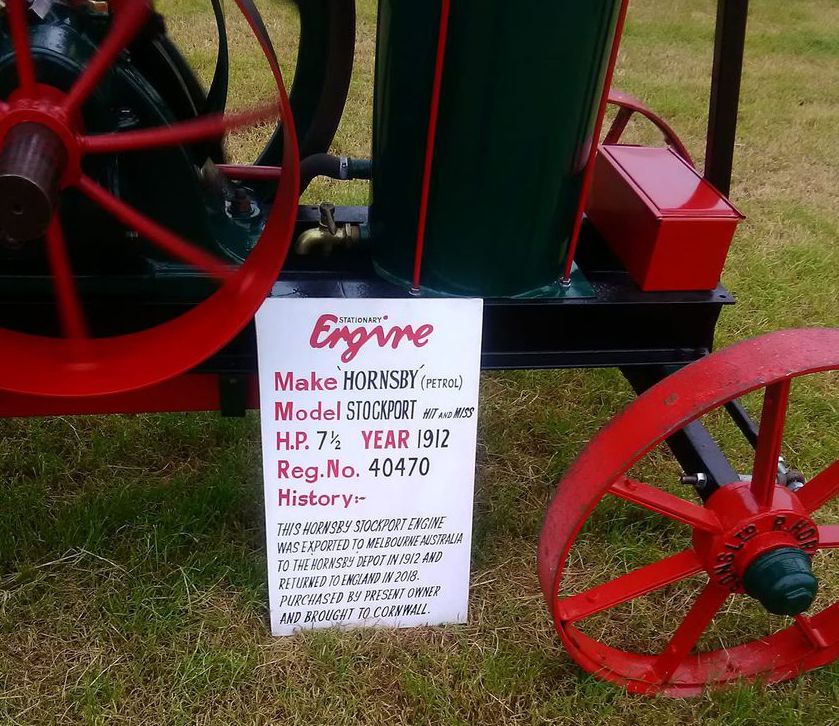 STATIONARY
Engine
Make 'HORNSBY' (PETROL)
Model STOCKPORT HIT AND MISS
H.P. 7½ YEAR 1912
Reg.No. 40470
History:-
THIS HORNSBY STOCKPORT ENGINE
WAS EXPORTED TO MELBOURNE AUSTRALIA
TO THE HORNSBY DEPOT IN 1912 AND
RETURNED TO ENGLAND IN 2018.
PURCHASED BY PRESENT OWNER
AND BROUGHT TO CORNWALL.
LTD R. HOR